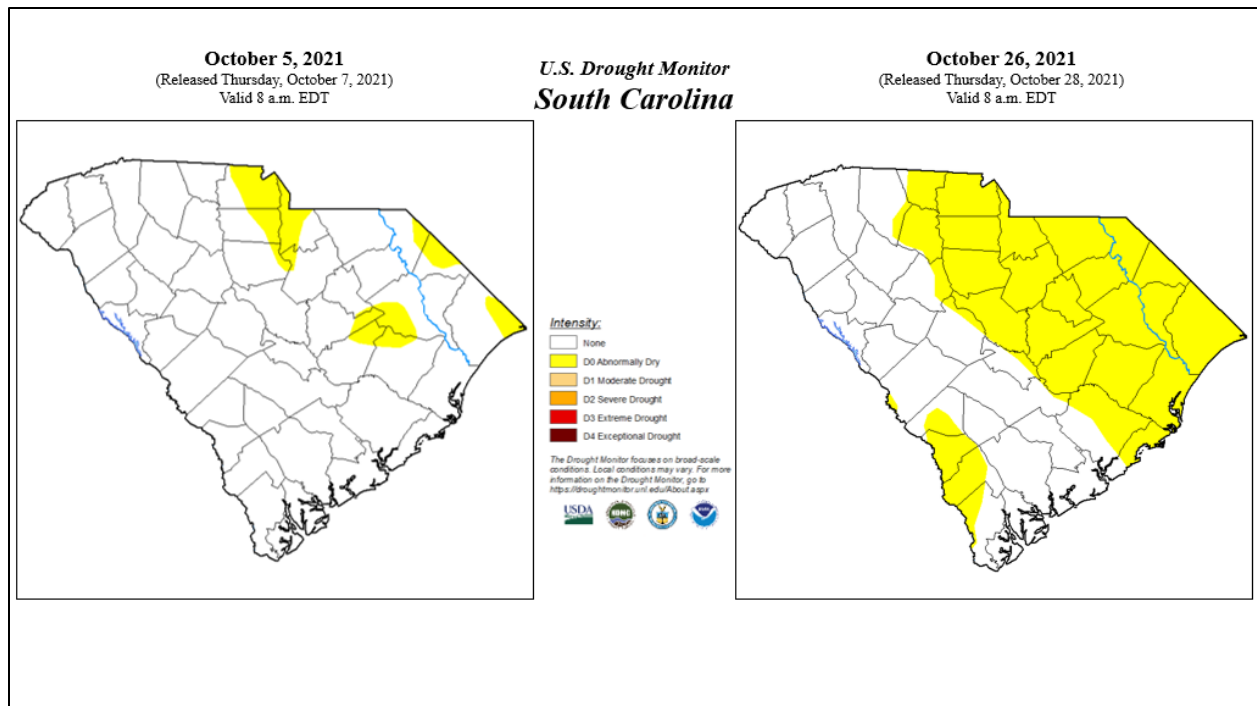 October 5, 2021
(Released Thursday, October 7, 2021)
Valid 8 a.m. EDT
U.S. Drought Monitor
South Carolina
October 26, 2021
(Released Thursday, October 28, 2021)
Valid 8 a.m. EDT
Intensity:
None
D0 Abnormally Dry
D1 Moderate Drought
D2 Severe Drought
D3 Extreme Drought
D4 Exceptional Drought
The Drought Monitor focuses on broad-scale
conditions. Local conditions may vary. For more
information on the Drought Monitor, go to
https://droughtmonitor.unl.edu/About.aspx
USDA